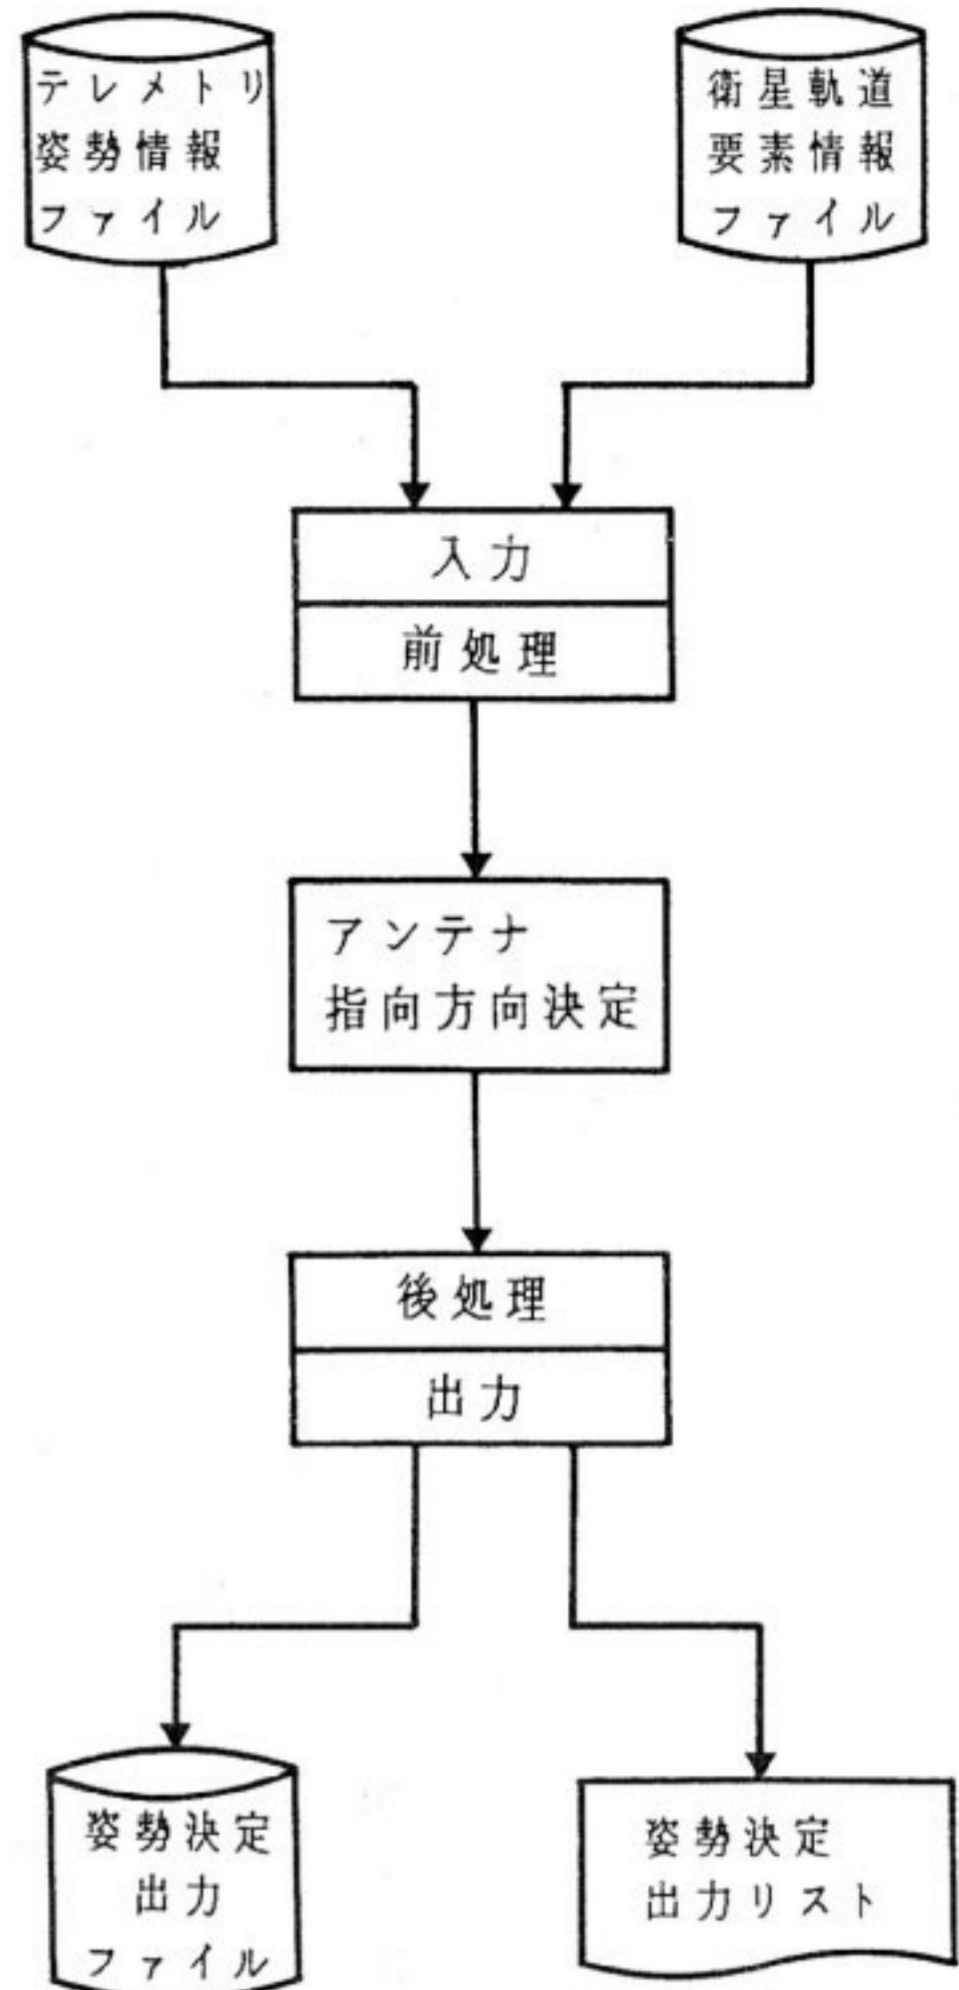 テレメトリ
姿勢情報
ファイル
衛星軌道
要素情報
ファイル
入力
前処理
アンテナ
指向方向決定
後処理
出力
姿勢決定
出力
ファイル
姿勢決定
出力リスト